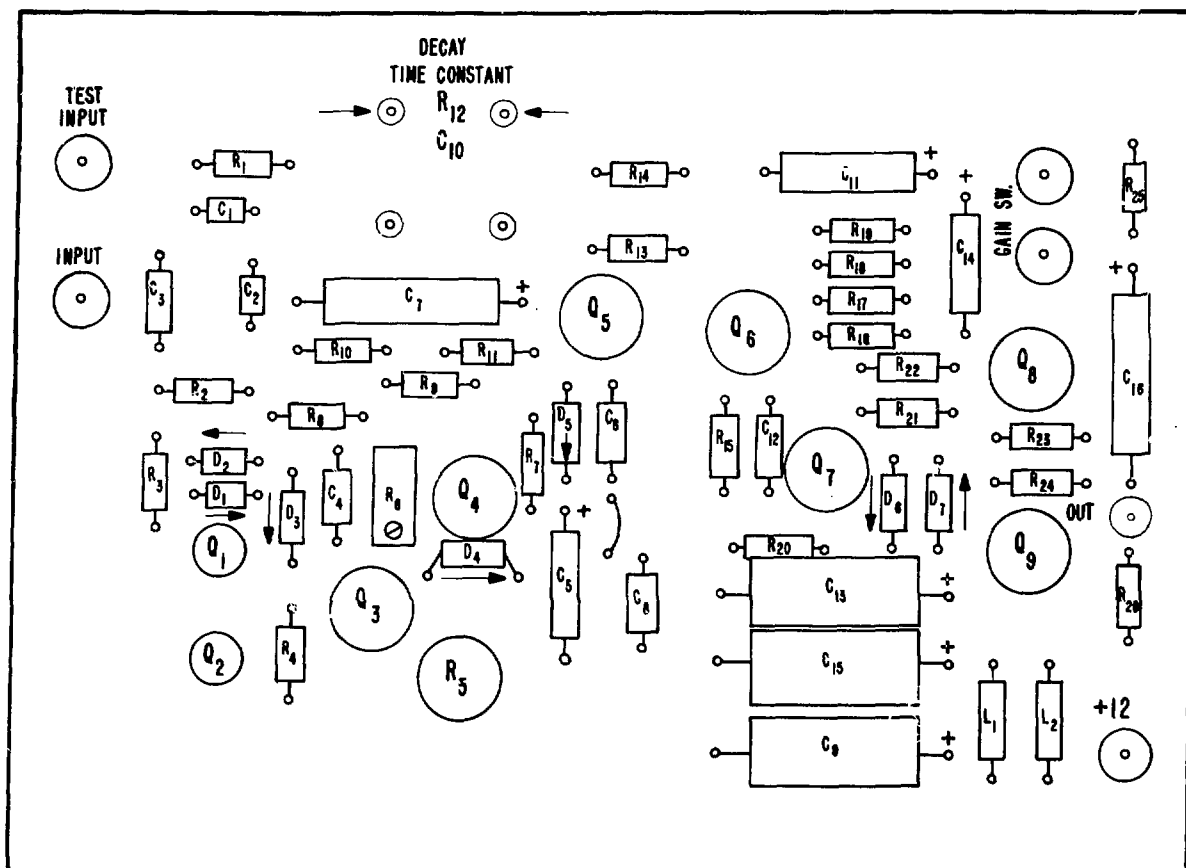 DECAY
TIME CONSTANT
R12
C10
TEST
INPUT
R1
C1
R14
C11
+
+
GAIN SW.
R25
INPUT
C3
C2
C7
+
R13
Q5
Q6
R19
R18
R17
R16
C14
+
Q8
C16
R10
R11
R9
R2
R8
R22
R21
R23
R24
D5
C8
R15
C12
Q7
R3
D2
D1
D3
C4
R6
Q4
R7
D6
D7
OUT
Q1
D4
+
C5
R20
Q9
Q3
C6
C13
+
R26
Q2
R4
R5
C15
+
L1
L2
+12
C9
+